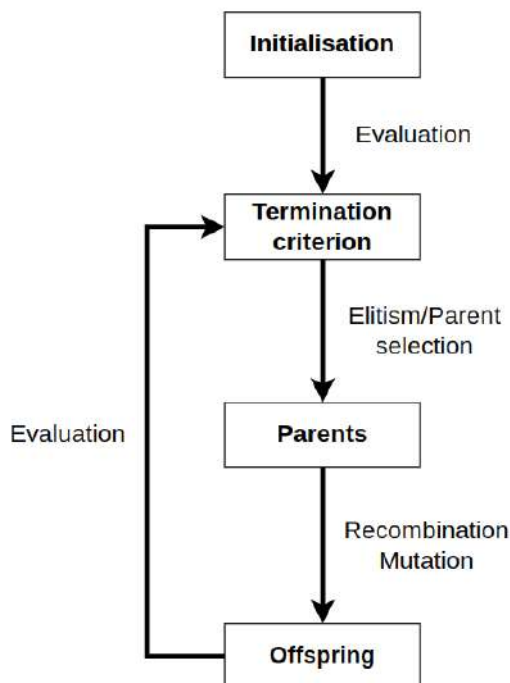 Initialisation
Evaluation
Termination
criterion
Elitism/Parent
selection
Parents
Evaluation
Recombination
Mutation
Offspring